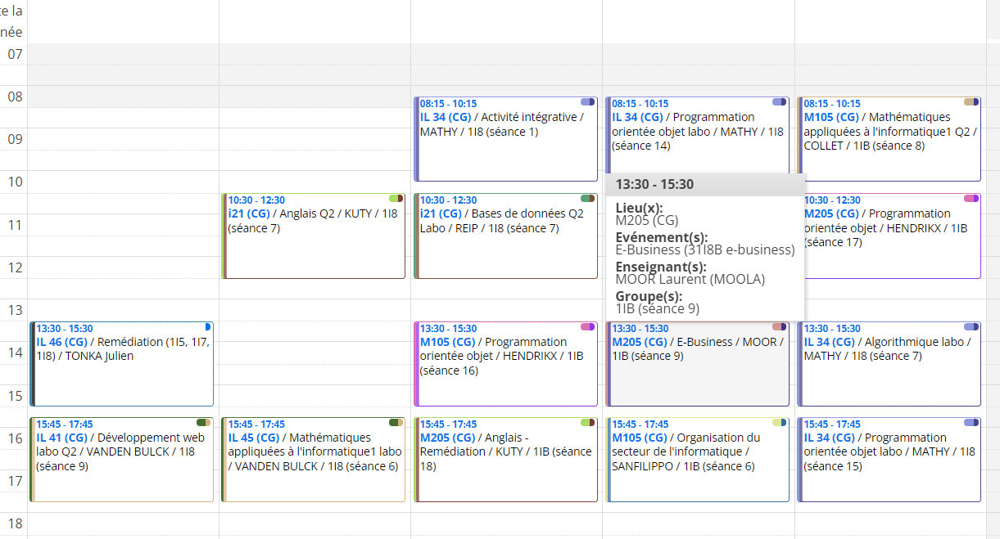 te la
née
07
08
09
10
11
12
13
14
15
16
17
18
13:30 - 15:30
IL 46 (CG) / Remédiation (1I5, 1I7,
1I8) / TONKA Julien
15:45 - 17:45
IL 41 (CG) / Développement web
labo Q2 / VANDEN BULCK / 1I8
(séance 9)
10:30 - 12:30
i21 (CG) / Anglais Q2 / KUTY / 1I8
(séance 7)
15:45 - 17:45
IL 45 (CG) / Mathématiques
appliquées à l'informatique1 labo
/ VANDEN BULCK / 1I8 (séance 6)
08:15 - 10:15
IL 34 (CG) / Activité intégrative /
MATHY / 1I8 (séance 1)
10:30 - 12:30
i21 (CG) / Bases de données Q2
Labo / REIP / 1I8 (séance 7)
13:30 - 15:30
M105 (CG) / Programmation
orientée objet / HENDRIKX / 1IB
(séance 16)
15:45 - 17:45
M205 (CG) / Anglais -
Remédiation / KUTY / 1IB (séance
18)
08:15 - 10:15
IL 34 (CG) / Programmation
orientée objet labo / MATHY / 1I8
(séance 14)
13:30 - 15:30
Lieu(x):
M205 (CG)
Evénement(s):
E-Business (31I8B e-business)
Enseignant(s):
MOOR Laurent (MOOLA)
Groupe(s):
1IB (séance 9)
13:30 - 15:30
M205 (CG) / E-Business / MOOR /
1IB (séance 9)
15:45 - 17:45
M105 (CG) / Organisation du
secteur de l'informatique /
SANFILIPPO / 1IB (séance 6)
08:15 - 10:15
M105 (CG) / Mathématiques
appliquées à l'informatique1 Q2 /
COLLET / 1IB (séance 8)
10:30 - 12:30
M205 (CG) / Programmation
orientée objet / HENDRIKX / 1IB
(séance 17)
13:30 - 15:30
IL 34 (CG) / Algorithmique labo /
MATHY / 1I8 (séance 7)
15:45 - 17:45
IL 34 (CG) / Programmation
orientée objet labo / MATHY / 1I8
(séance 15)